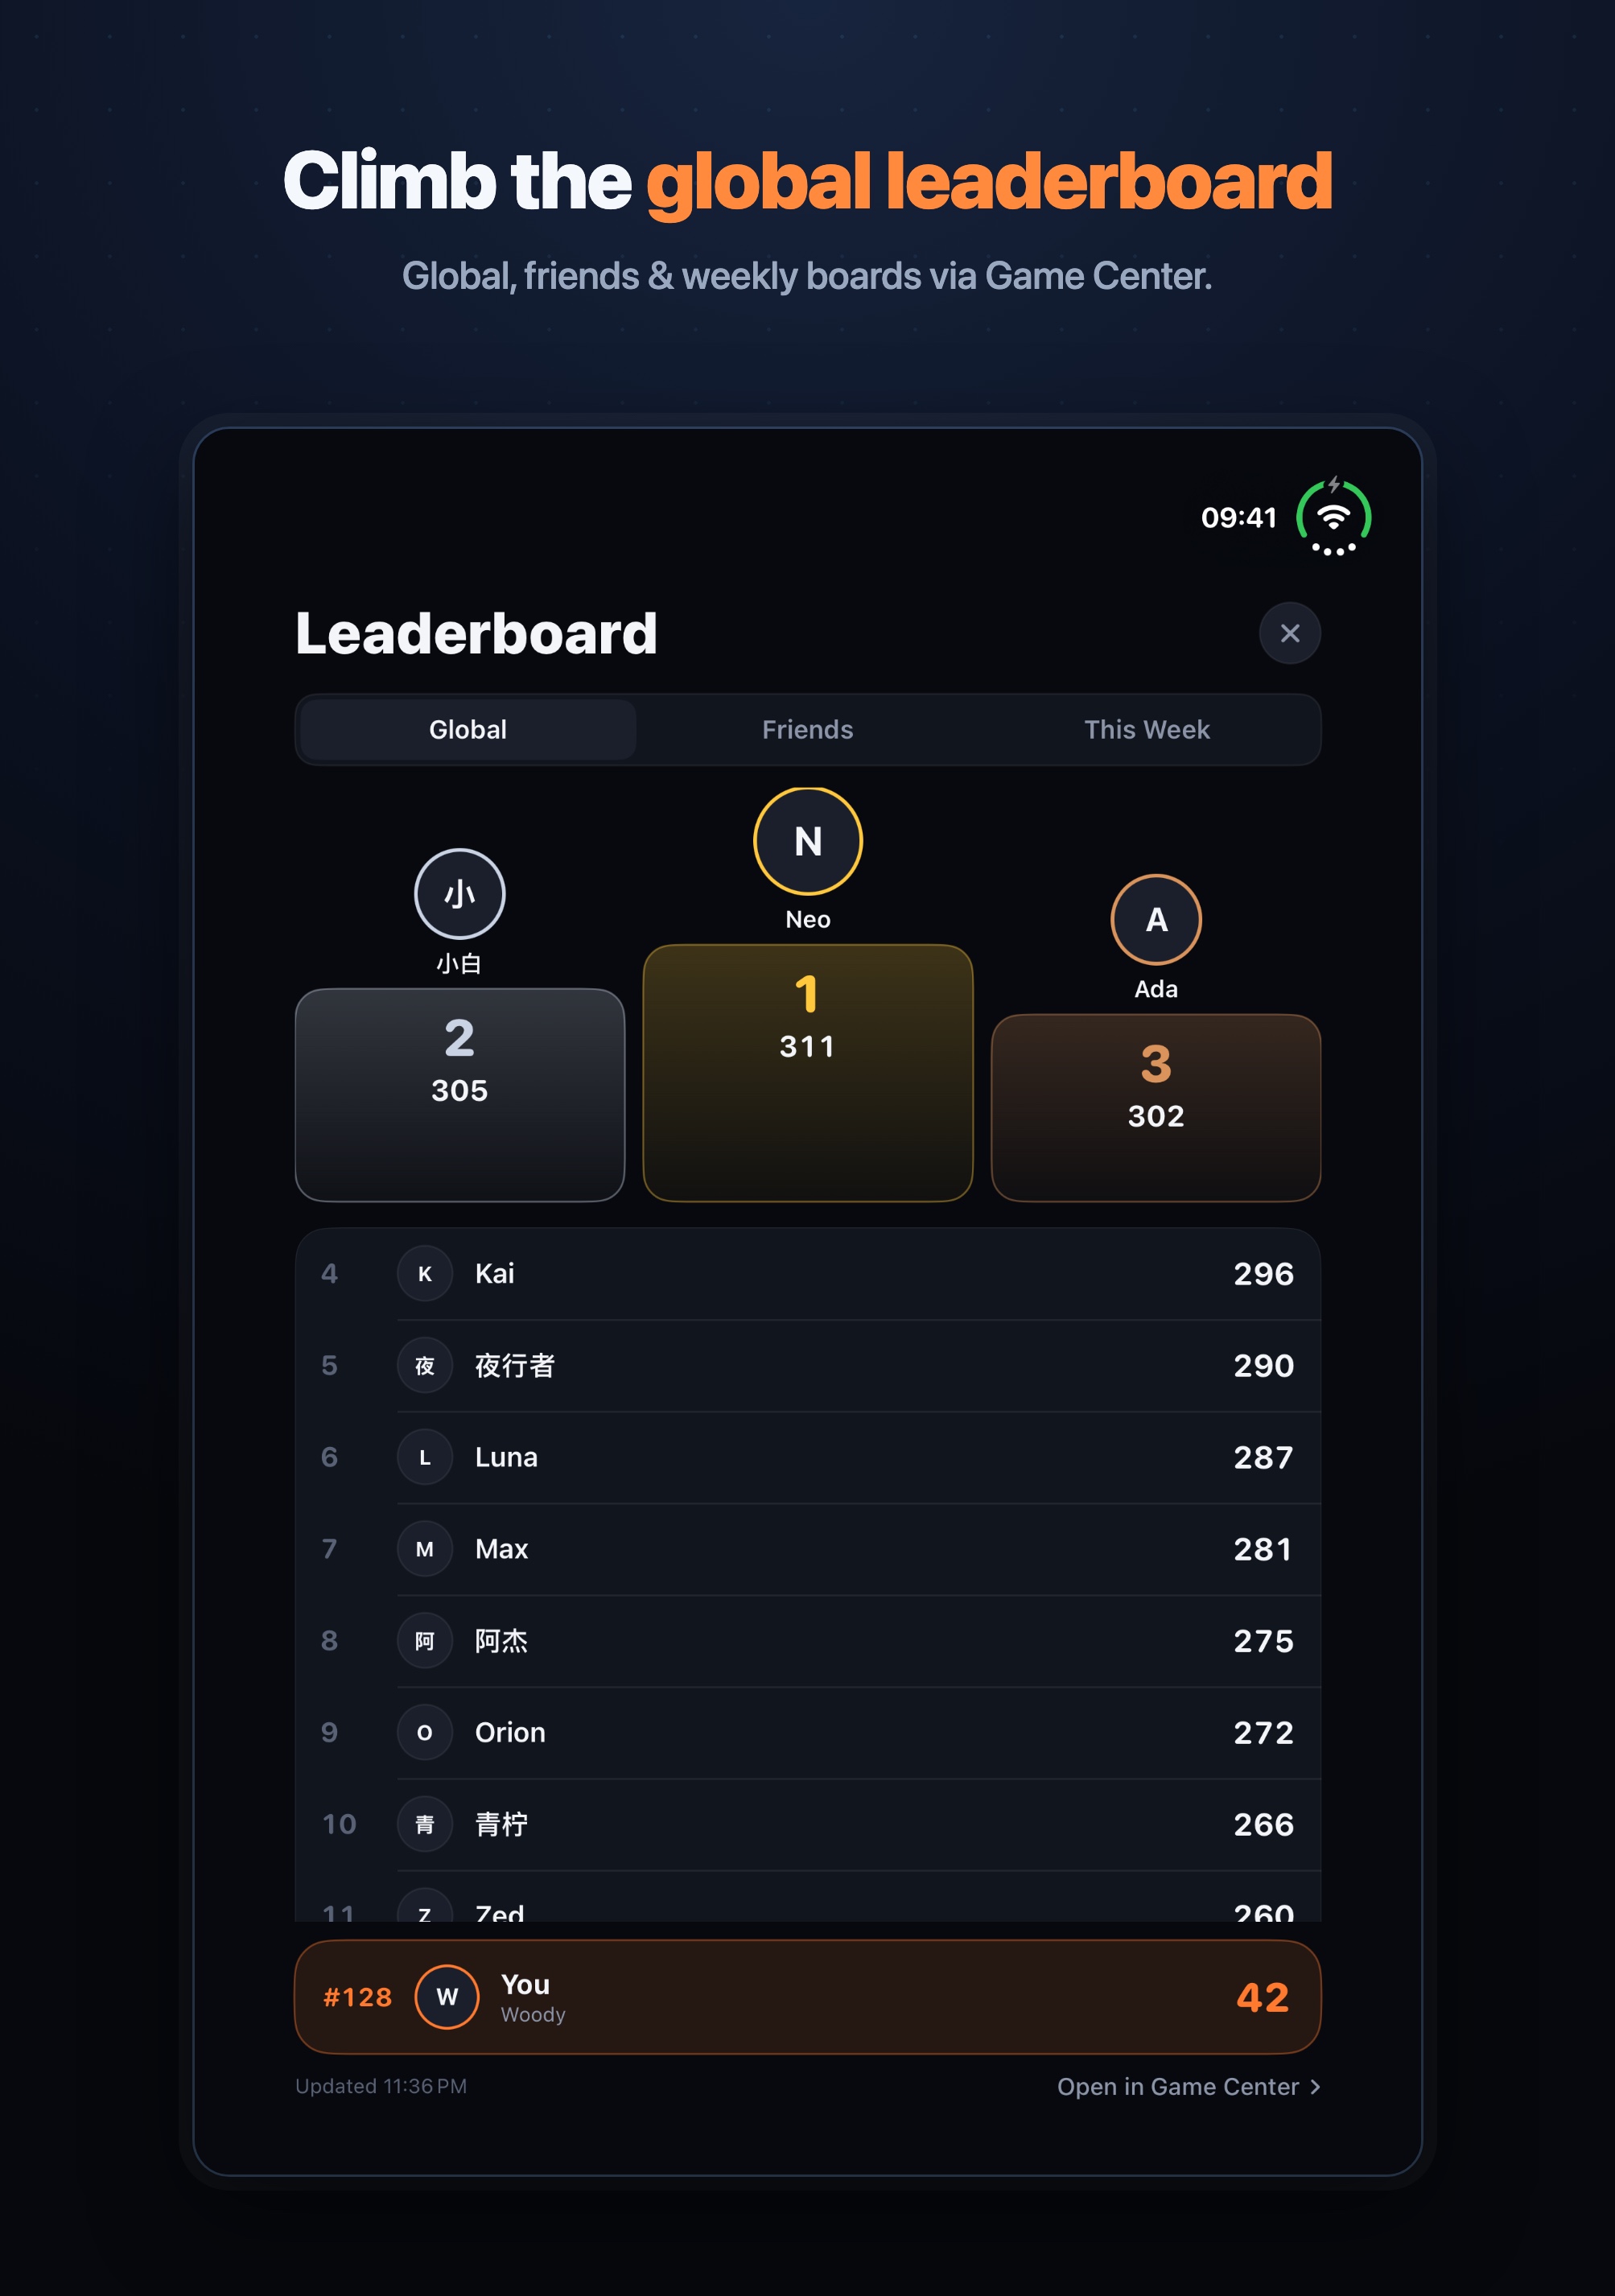 Climb the global leaderboard
Global, friends & weekly boards via Game Center.
09:41
Leaderboard
Global Friends This Week
N
Neo
小
小白
A
Ada
1
311
2
305
3
302
4 K Kai 296
5 夜 夜行者 290
6 L Luna 287
7 M Max 281
8 阿 阿杰 275
9 O Orion 272
10 青 青柠 266
11 Z Zed 260
#128 W You 42
Woody
Updated 11:36 PM Open in Game Center